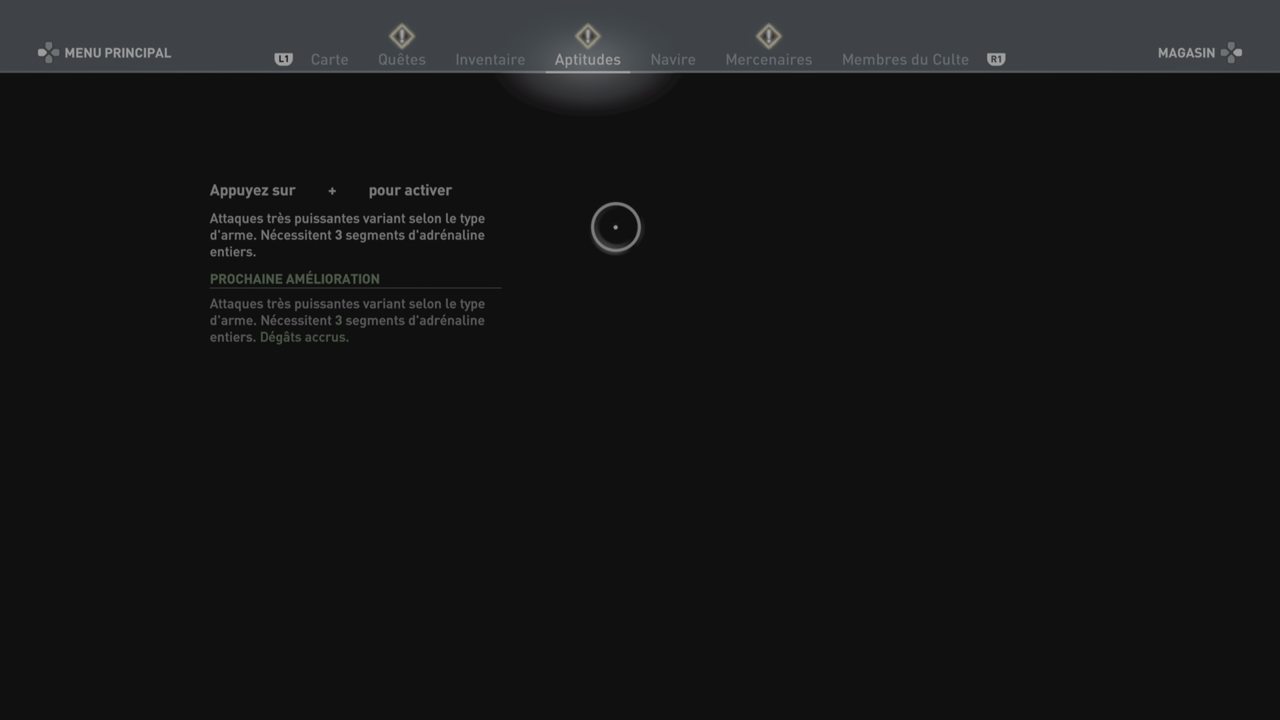 MENU PRINCIPAL
L1 Carte Quêtes Inventaire Aptitudes Navire Mercenaires Membres du Culte R1
MAGASIN
Appuyez sur + pour activer
Attaques très puissantes variant selon le type
d'arme. Nécessitent 3 segments d'adrénaline
entiers.
PROCHAINE AMÉLIORATION
Attaques très puissantes variant selon le type
d'arme. Nécessitent 3 segments d'adrénaline
entiers. Dégâts accrus.